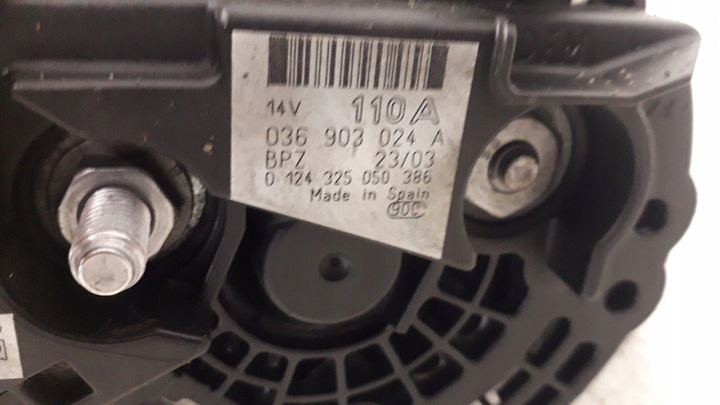 14V 110A
036 903 024 A
BPZ 23/03
0 124 325 050 386
Made in Spain